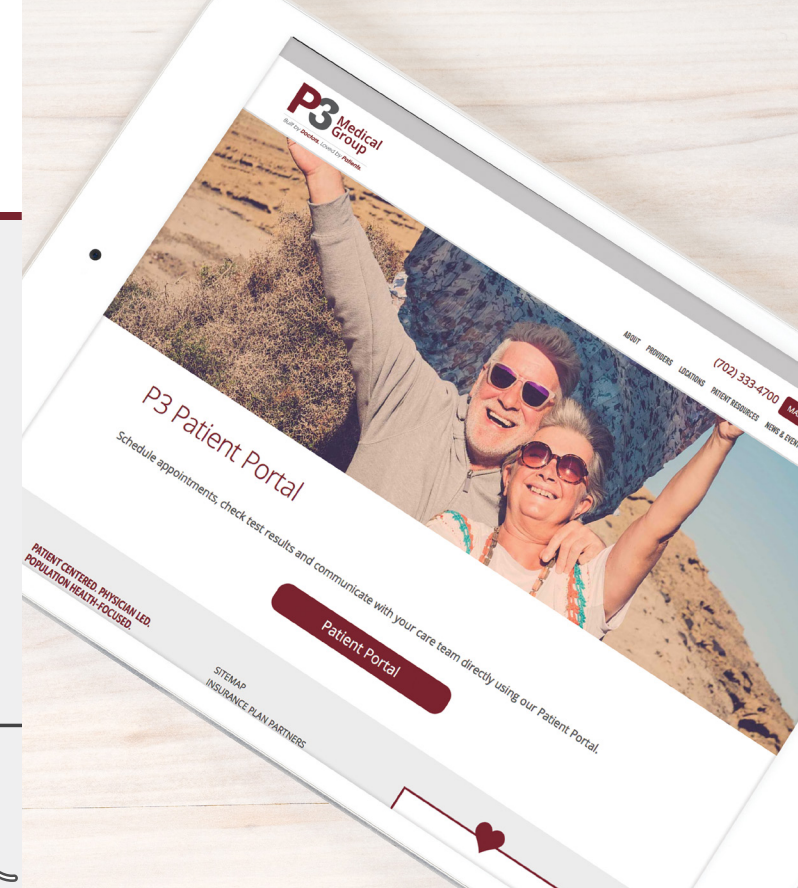 P3 Medical
Group
Built by Doctors. Loved by Patients.
(702) 333-4700
ABOUT PROVIDERS LOCATIONS PATIENT RESOURCES NEWS &
P3 Patient Portal
Schedule appointments, check test results and communicate with your care team directly using our Patient Portal.
Patient Portal
PATIENT CENTERED. PHYSICIAN LED.
POPULATION HEALTH-FOCUSED.
SITEMAP
INSURANCE PLAN PARTNERS